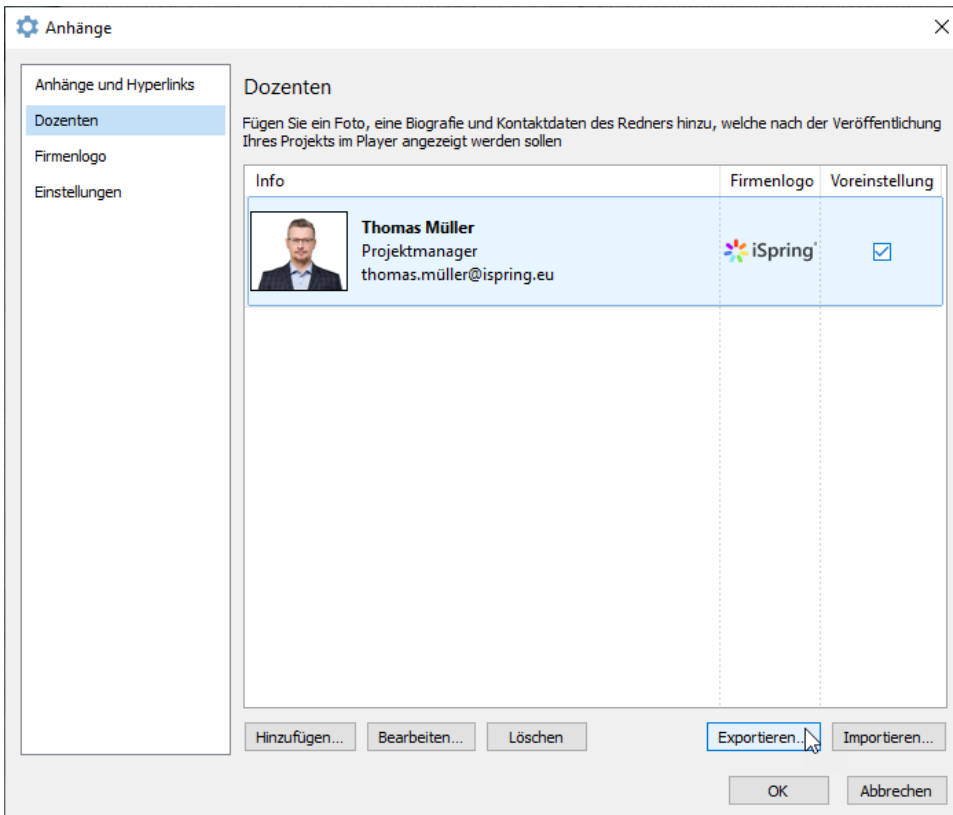 Anhänge
Anhänge und Hyperlinks
Dozenten
Firmenlogo
Einstellungen
Dozenten
Fügen Sie ein Foto, eine Biografie und Kontaktdaten des Redners hinzu, welche nach der Veröffentlichung
Ihres Projekts im Player angezeigt werden sollen
Info Firmenlogo Voreinstellung
Thomas Müller
Projektmanager
thomas.müller@ispring.eu
iSpring
Hinzufügen... Bearbeiten... Löschen Exportieren... Importieren...
OK Abbrechen